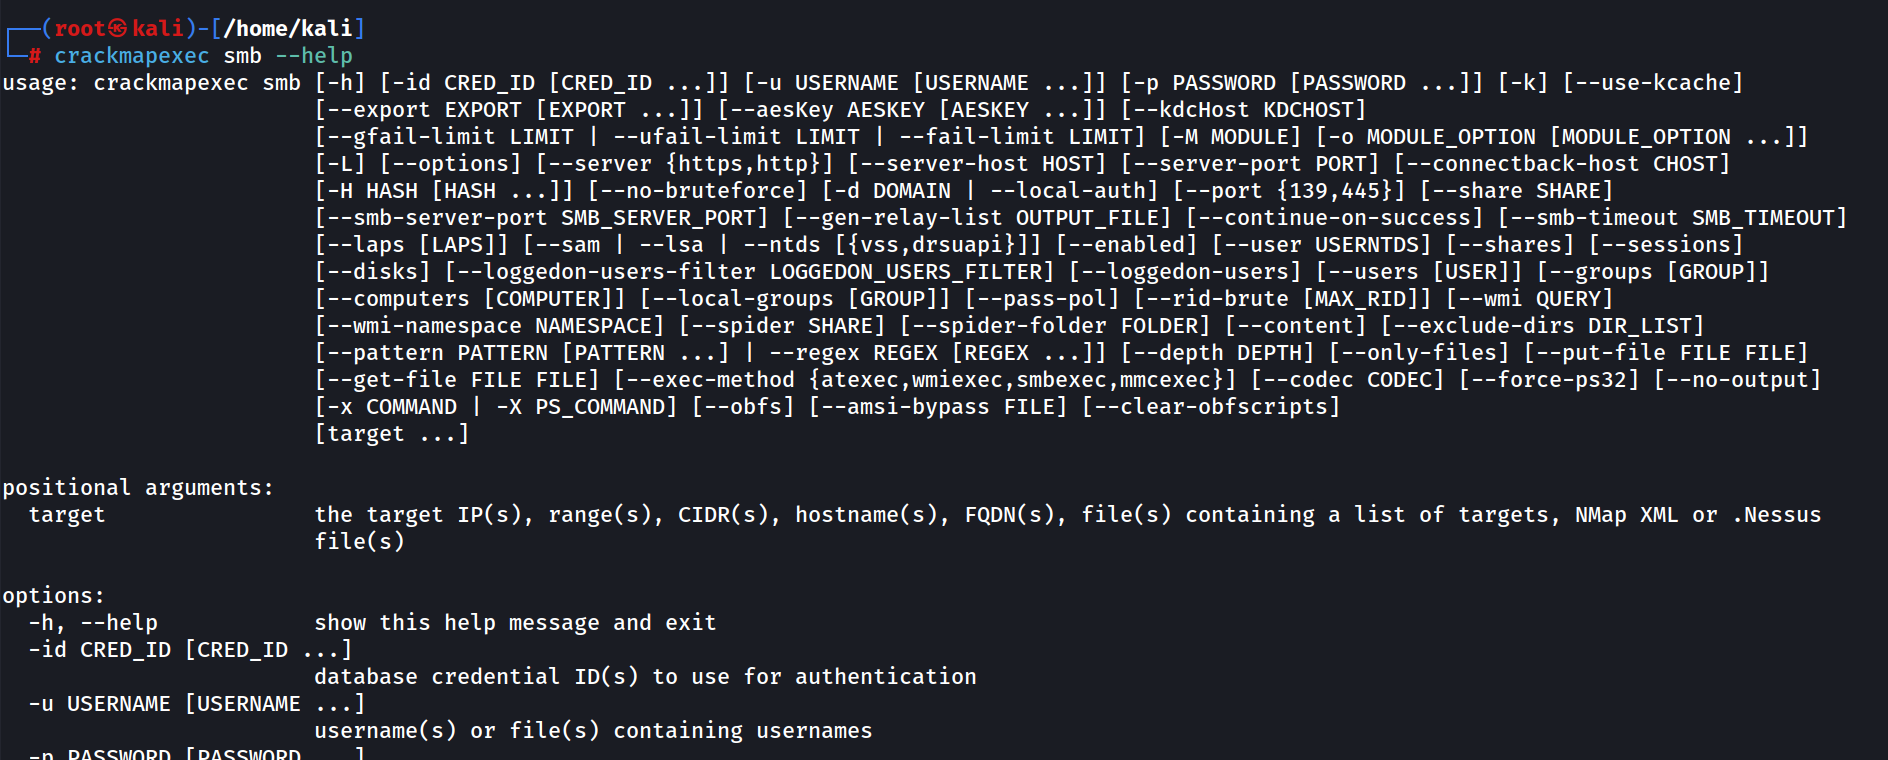 ┌──(root㉿kali)-[/home/kali]
└─# crackmapexec smb --help
usage: crackmapexec smb [-h] [-id CRED_ID [CRED_ID ...]] [-u USERNAME [USERNAME ...]] [-p PASSWORD [PASSWORD ...]] [-k] [--use-kcache]
[--export EXPORT [EXPORT ...]] [--aesKey AESKEY [AESKEY ...]] [--kdcHost KDCHOST]
[--gfail-limit LIMIT | --ufail-limit LIMIT | --fail-limit LIMIT] [-M MODULE] [-o MODULE_OPTION [MODULE_OPTION ...]]
[-L] [--options] [--server {https,http}] [--server-host HOST] [--server-port PORT] [--connectback-host CHOST]
[-H HASH [HASH ...]] [--no-bruteforce] [-d DOMAIN | --local-auth] [--port {139,445}] [--share SHARE]
[--smb-server-port SMB_SERVER_PORT] [--gen-relay-list OUTPUT_FILE] [--continue-on-success] [--smb-timeout SMB_TIMEOUT]
[--laps [LAPS]] [--sam | --lsa | --ntds [{vss,drsuapi}]] [--enabled] [--user USERNTDS] [--shares] [--sessions]
[--disks] [--loggedon-users-filter LOGGEDON_USERS_FILTER] [--loggedon-users] [--users [USER]] [--groups [GROUP]]
[--computers [COMPUTER]] [--local-groups [GROUP]] [--pass-pol] [--rid-brute [MAX_RID]] [--wmi QUERY]
[--wmi-namespace NAMESPACE] [--spider SHARE] [--spider-folder FOLDER] [--content] [--exclude-dirs DIR_LIST]
[--pattern PATTERN [PATTERN ...] | --regex REGEX [REGEX ...]] [--depth DEPTH] [--only-files] [--put-file FILE FILE]
[--get-file FILE FILE] [--exec-method {atexec,wmiexec,smbexec,mmcexec}] [--codec CODEC] [--force-ps32] [--no-output]
[-x COMMAND | -X PS_COMMAND] [--obfs] [--amsi-bypass FILE] [--clear-obfscripts]
[target ...]
positional arguments:
target the target IP(s), range(s), CIDR(s), hostname(s), FQDN(s), file(s) containing a list of targets, NMap XML or .Nessus
file(s)
options:
-h, --help show this help message and exit
-id CRED_ID [CRED_ID ...]
database credential ID(s) to use for authentication
-u USERNAME [USERNAME ...]
username(s) or file(s) containing usernames
-p PASSWORD [PASSWORD ...]